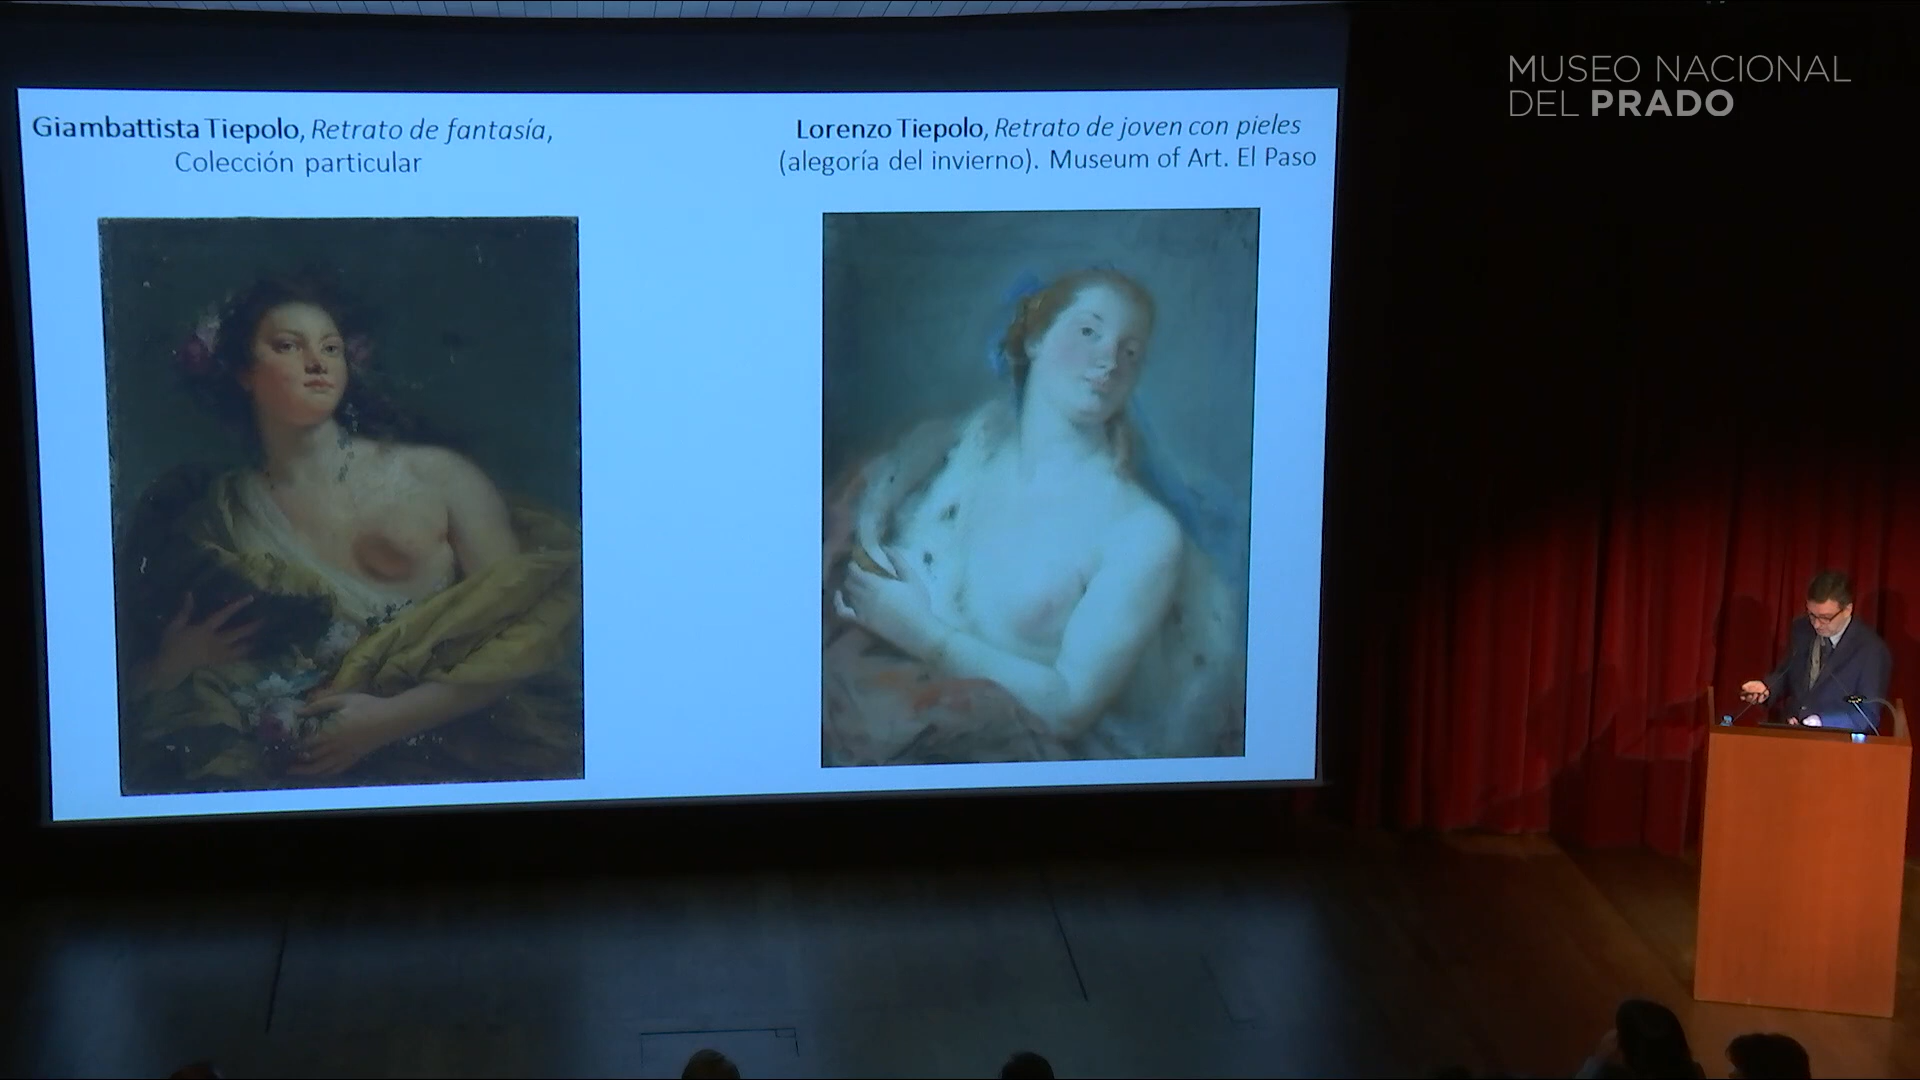 MUSEO NACIONAL
DEL PRADO
Giambattista Tiepolo, Retrato de fantasía,
Colección particular
Lorenzo Tiepolo, Retrato de joven con pieles
(alegoría del invierno). Museum of Art. El Paso